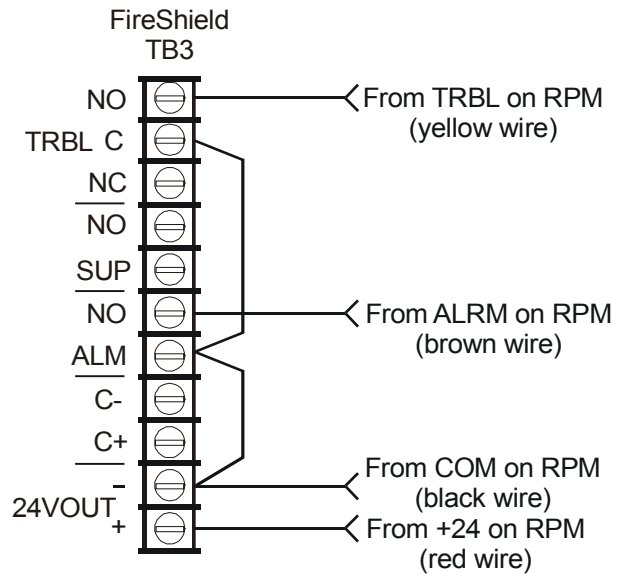 FireShield
TB3
NO
From TRBL on RPM
(yellow wire)
TRBL C
NC
NO
SUP
NO
From ALRM on RPM
(brown wire)
ALM
C-
C+
From COM on RPM
(black wire)
-
24VOUT
+
From +24 on RPM
(red wire)